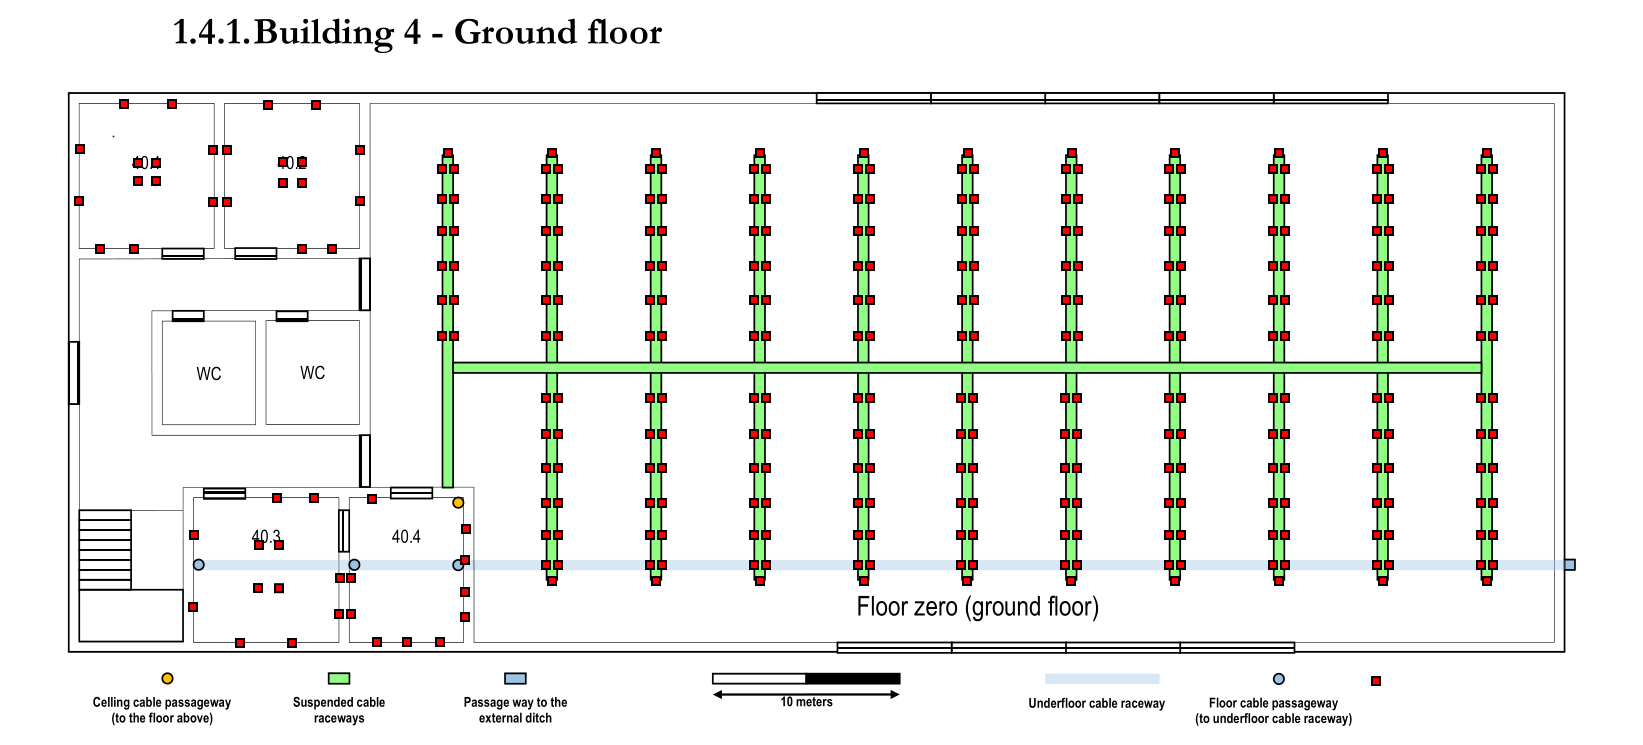 1.4.1. Building 4 - Ground floor
40.1
40.2
WC
WC
40.3
40.4
Floor zero (ground floor)
Celling cable passageway
(to the floor above)
Suspended cable
raceways
Passage way to the
external ditch
10 meters
Underfloor cable raceway
Floor cable passageway
(to underfloor cable raceway)